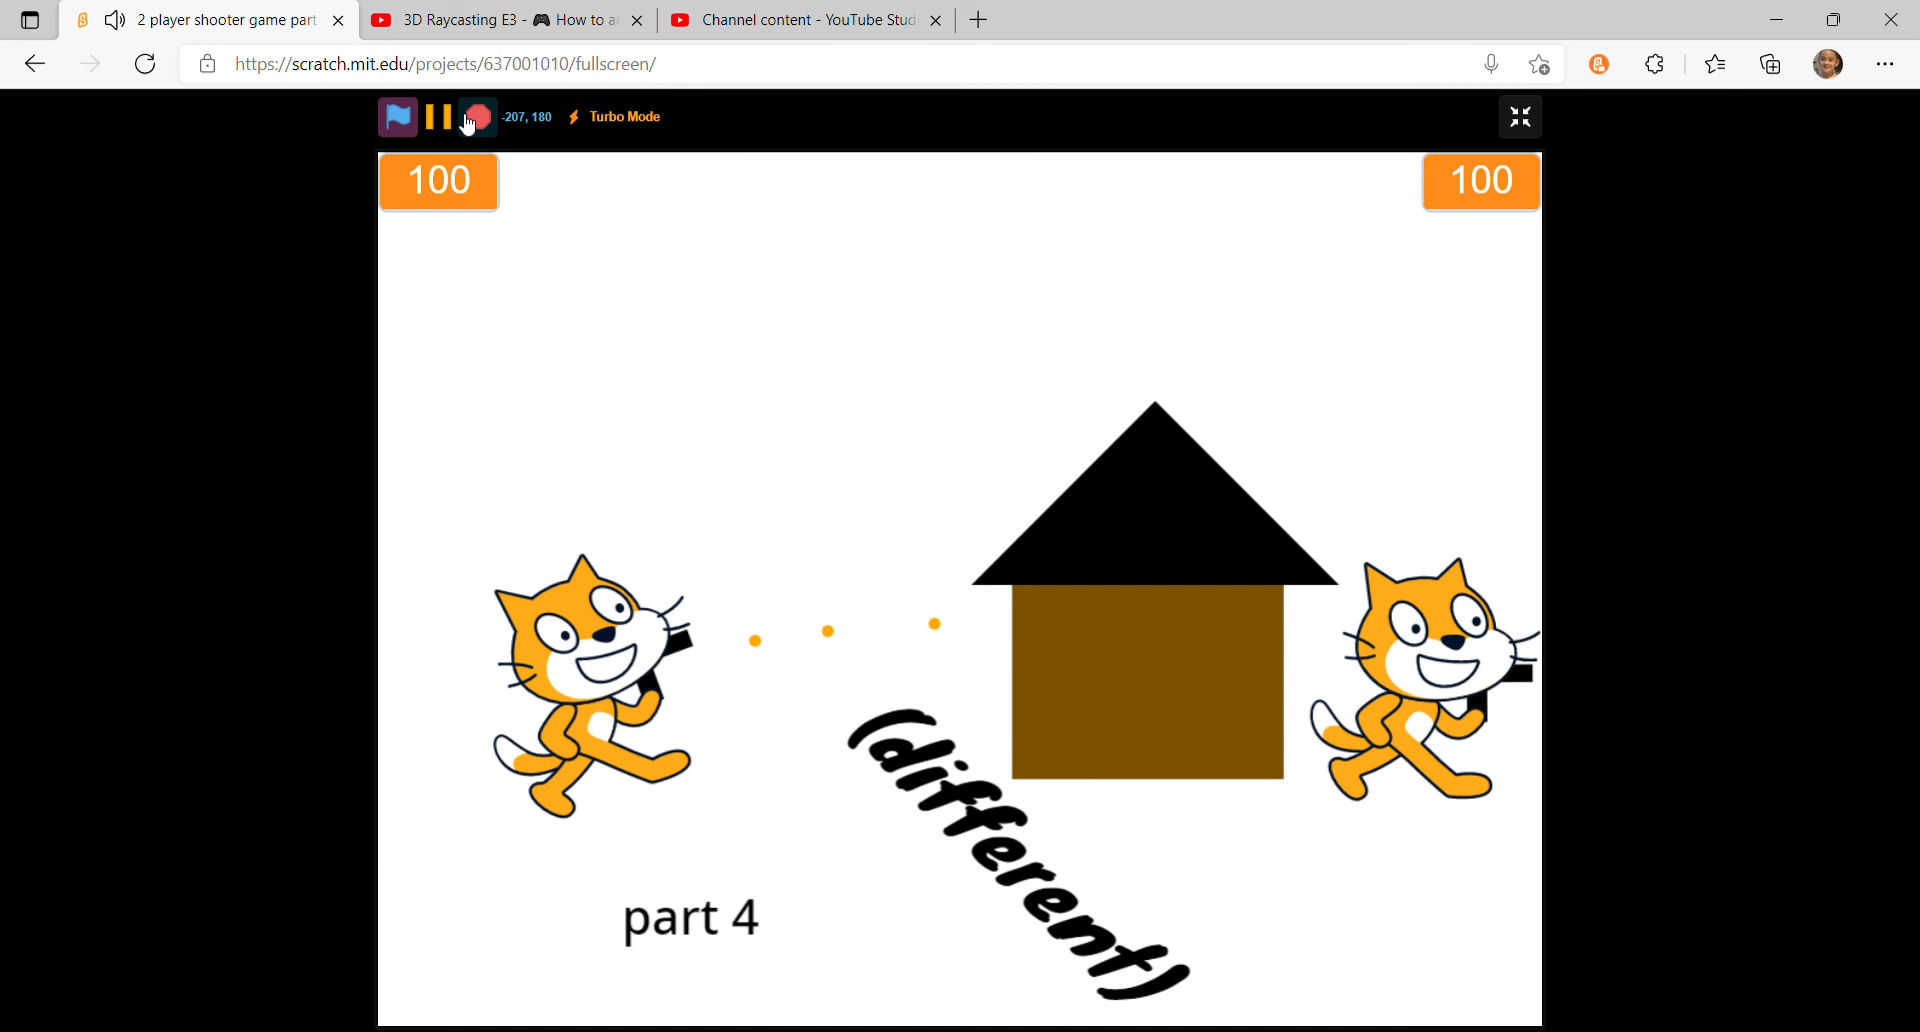 2 player shooter game part
3D Raycasting E3 - 🎮 How to ad
Channel content - YouTube Stud
https://scratch.mit.edu/projects/637001010/fullscreen/
-207, 180
Turbo Mode
100
100
(different)
part 4